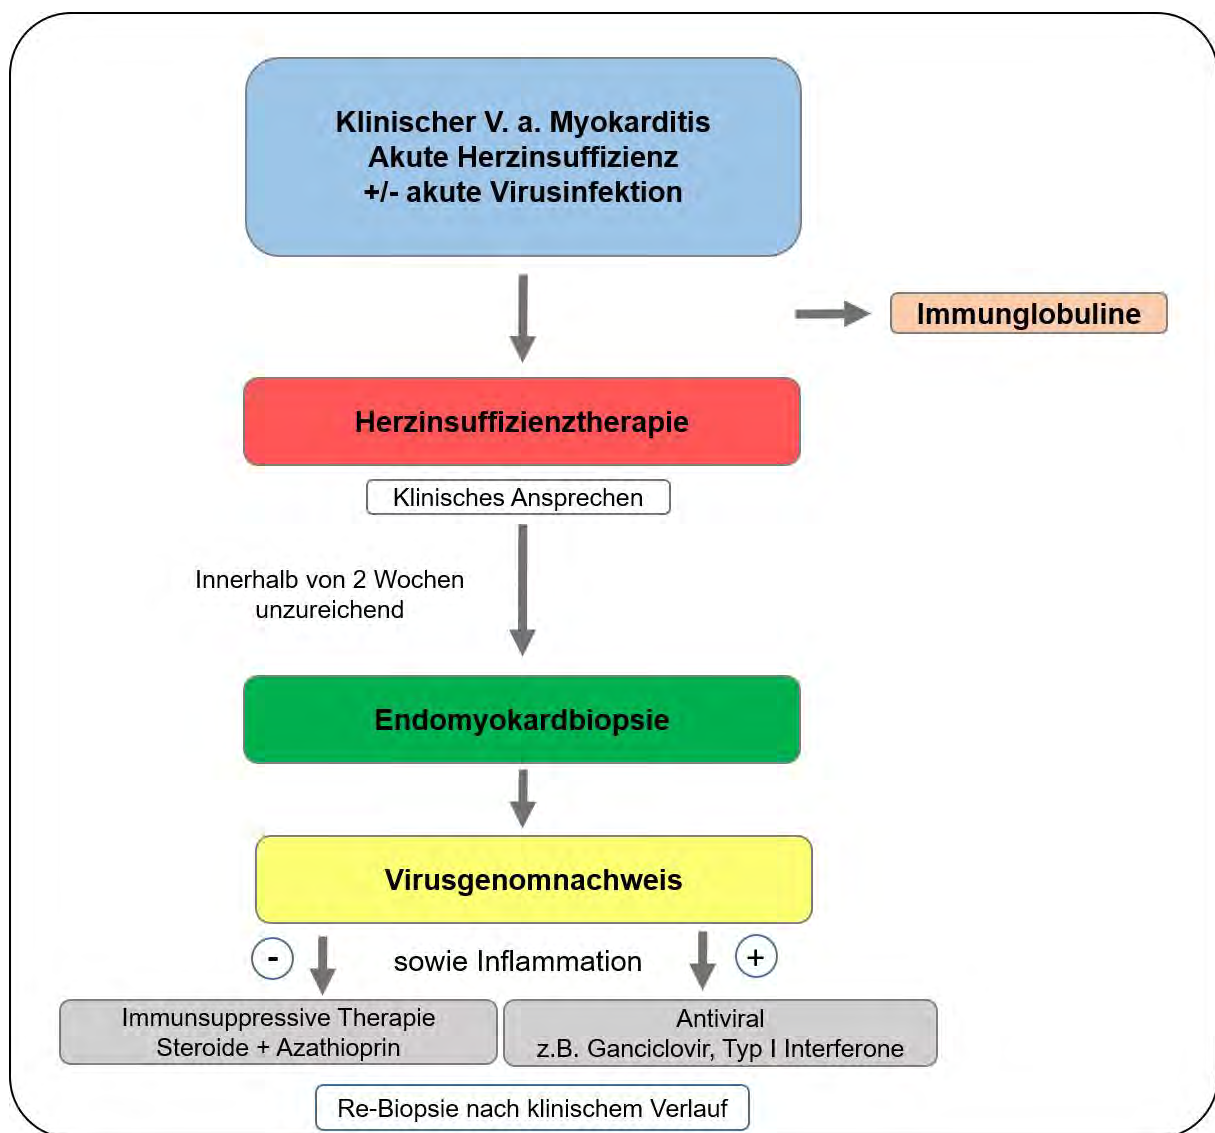 Klinischer V. a. Myokarditis
Akute Herzinsuffizienz
+/- akute Virusinfektion
Immunglobuline
Herzinsuffizienztherapie
Klinisches Ansprechen
Innerhalb von 2 Wochen
unzureichend
Endomyokardbiopsie
Virusgenomnachweis
- sowie Inflammation +
Immunsuppressive Therapie
Steroide + Azathioprin
Antiviral
z.B. Ganciclovir, Typ I Interferone
Re-Biopsie nach klinischem Verlauf